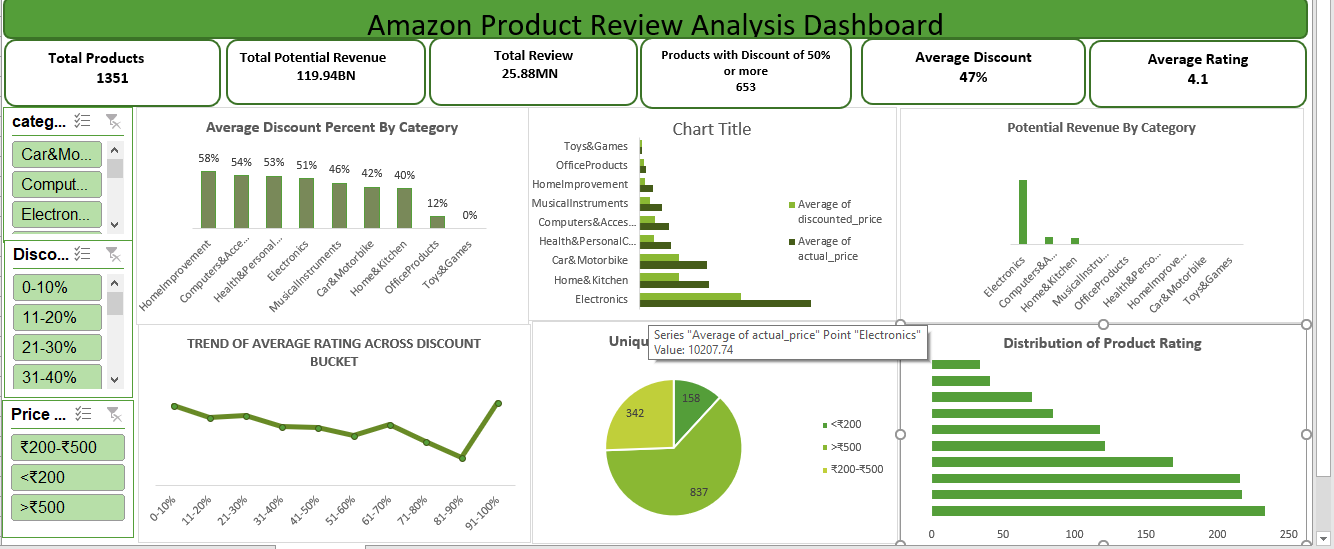 Amazon Product Review Analysis Dashboard
Total Products
1351
Total Potential Revenue
119.94BN
Total Review
25.88MN
Products with Discount of 50%
or more
653
Average Discount
47%
Average Rating
4.1
categ...
Car&Mo...
Comput...
Electron...
Disco...
0-10%
11-20%
21-30%
31-40%
Price ...
₹200-₹500
<₹200
>₹500
Average Discount Percent By Category
58%
54%
53%
51%
46%
42%
40%
12%
0%
HomeImprovement
Computers&Acce...
Health&Personal...
Electronics
MusicalInstruments
Car&Motorbike
Home&Kitchen
OfficeProducts
Toys&Games
Chart Title
Toys&Games
OfficeProducts
HomeImprovement
MusicalInstruments
Computers&Acces...
Health&PersonalC...
Car&Motorbike
Home&Kitchen
Electronics
Average of
discounted_price
Average of
actual_price
Potential Revenue By Category
Electronics
Computers&A...
Home&Kitchen
MusicalInstru...
OfficeProducts
Health&Perso...
HomeImprove...
Car&Motorbike
Toys&Games
TREND OF AVERAGE RATING ACROSS DISCOUNT
BUCKET
0-10%
11-20%
21-30%
31-40%
41-50%
51-60%
61-70%
71-80%
81-90%
91-100%
Uniqu
Series "Average of actual_price" Point "Electronics"
Value: 10207.74
158
342
837
<₹200
>₹500
₹200-₹500
Distribution of Product Rating
0
50
100
150
200
250